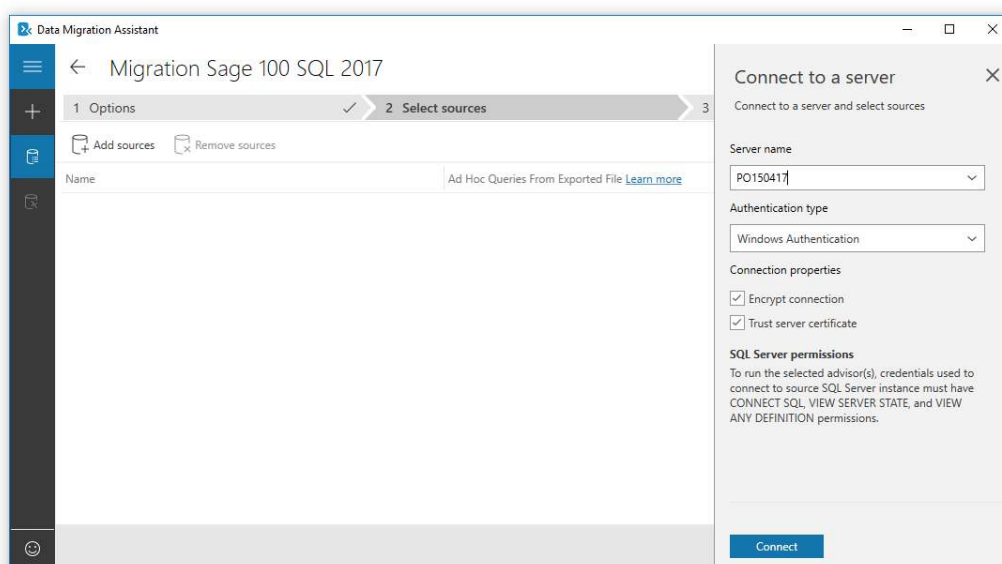 Data Migration Assistant
Migration Sage 100 SQL 2017
1 Options
2 Select sources
3
Add sources
Remove sources
Name
Ad Hoc Queries From Exported File Learn more
Connect to a server
Connect to a server and select sources
Server name
PO150417
Authentication type
Windows Authentication
Connection properties
Encrypt connection
Trust server certificate
SQL Server permissions
To run the selected advisor(s), credentials used to
connect to source SQL Server instance must have
CONNECT SQL, VIEW SERVER STATE, and VIEW
ANY DEFINITION permissions.
Connect